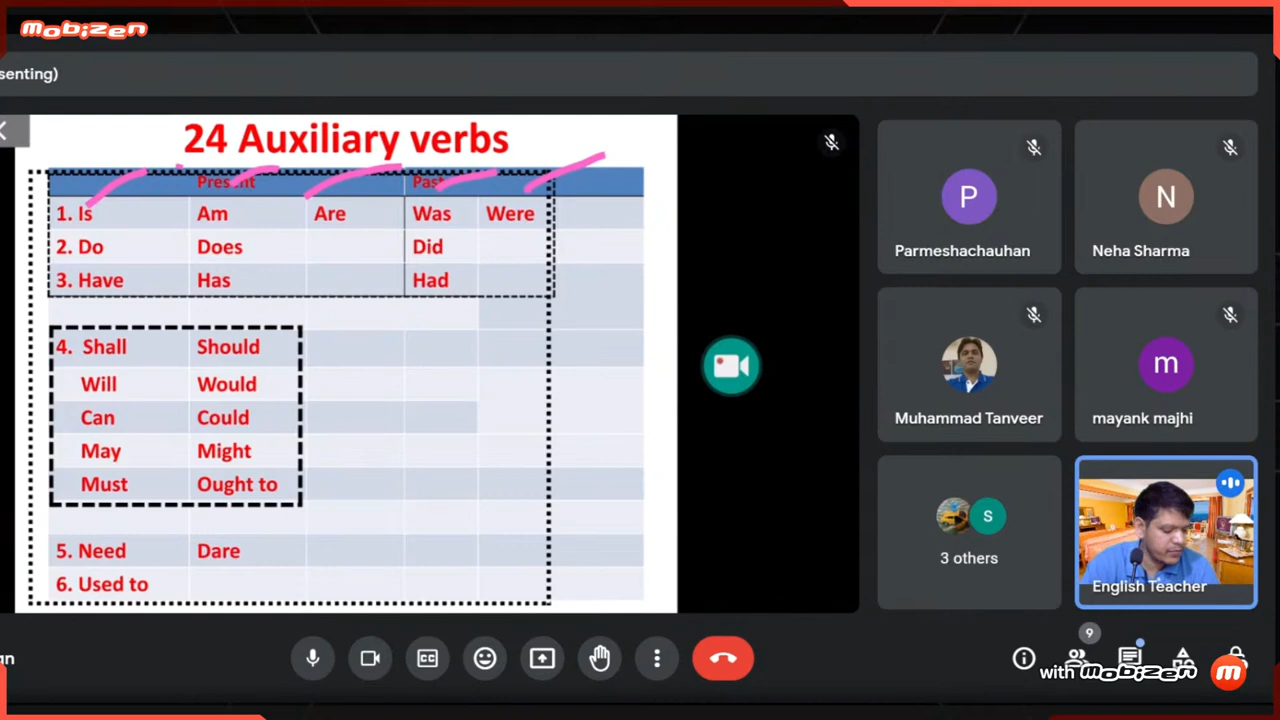 mobizen
senting)
24 Auxiliary verbs
Present Past
1. Is Am Are Was Were
2. Do Does Did
3. Have Has Had
4. Shall Should
Will Would
Can Could
May Might
Must Ought to
5. Need Dare
6. Used to
P
Parmeshachauhan
N
Neha Sharma
Muhammad Tanveer
m
mayank majhi
S
3 others
English Teacher
an
CC
9
with mobizen m